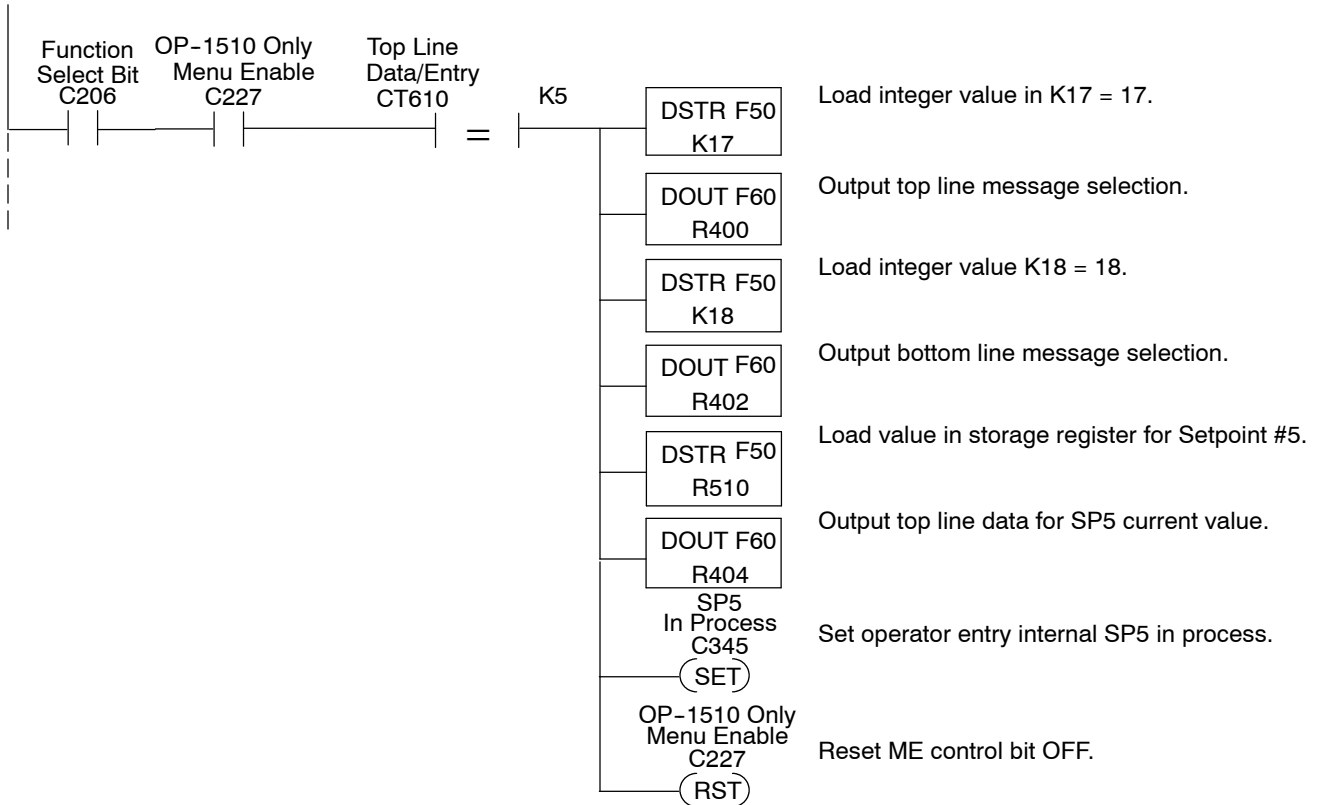 Function
Select Bit
C206
OP-1510 Only
Menu Enable
C227
Top Line
Data/Entry
CT610
=
K5
DSTR F50
K17
Load integer value in K17 = 17.
DOUT F60
R400
Output top line message selection.
DSTR F50
K18
Load integer value K18 = 18.
DOUT F60
R402
Output bottom line message selection.
DSTR F50
R510
Load value in storage register for Setpoint #5.
DOUT F60
R404
Output top line data for SP5 current value.
SP5
In Process
C345
SET
Set operator entry internal SP5 in process.
OP-1510 Only
Menu Enable
C227
RST
Reset ME control bit OFF.